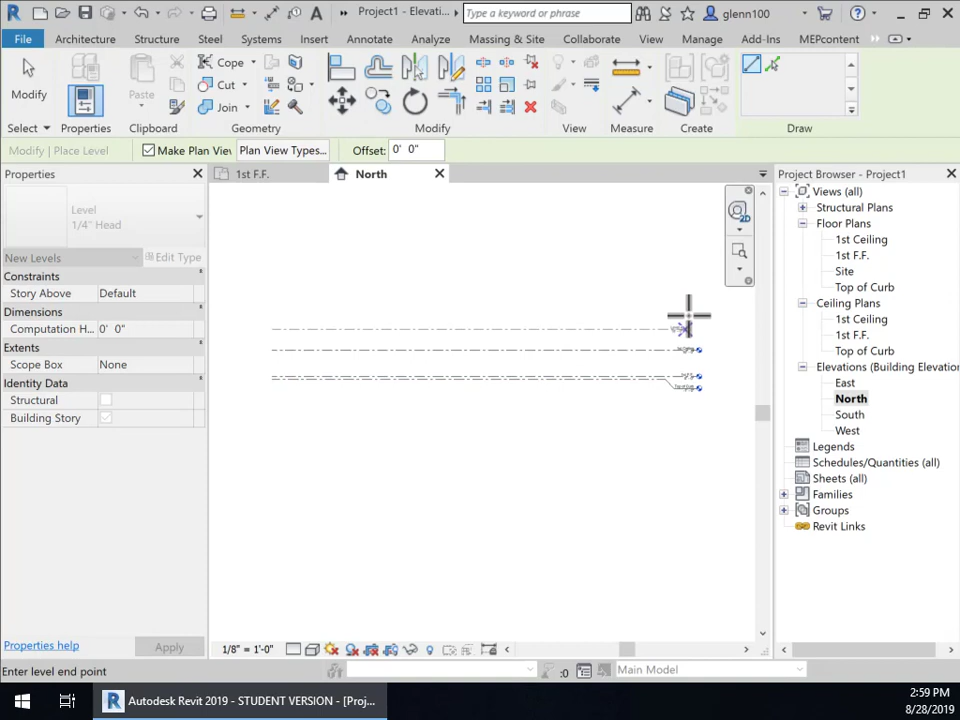 Project1 - Elevati...
Type a keyword or phrase
glenn100
File
Architecture
Structure
Steel
Systems
Insert
Annotate
Analyze
Massing & Site
Collaborate
View
Manage
Add-Ins
MEPcontent
Modify
Paste
Cope
Cut
Join
Select
Properties
Clipboard
Geometry
Modify
View
Measure
Create
Draw
Modify | Place Level
Make Plan Viev
Plan View Types...
Offset:
0' 0"
Properties
1st F.F.
North
Project Browser - Project1
Level
1/4" Head
New Levels
Edit Type
Constraints
Story Above
Default
Dimensions
Computation H...
0' 0"
Extents
Scope Box
None
Identity Data
Structural
Building Story
Properties help
Apply
Views (all)
Structural Plans
Floor Plans
1st Ceiling
1st F.F.
Site
Top of Curb
Ceiling Plans
1st Ceiling
1st F.F.
Top of Curb
Elevations (Building Elevation
East
North
South
West
Legends
Schedules/Quantities (all)
Sheets (all)
Families
Groups
Revit Links
2D
1/8" = 1'-0"
Enter level end point
:0
Main Model
Autodesk Revit 2019 - STUDENT VERSION - [Proj...
2:59 PM
8/28/2019